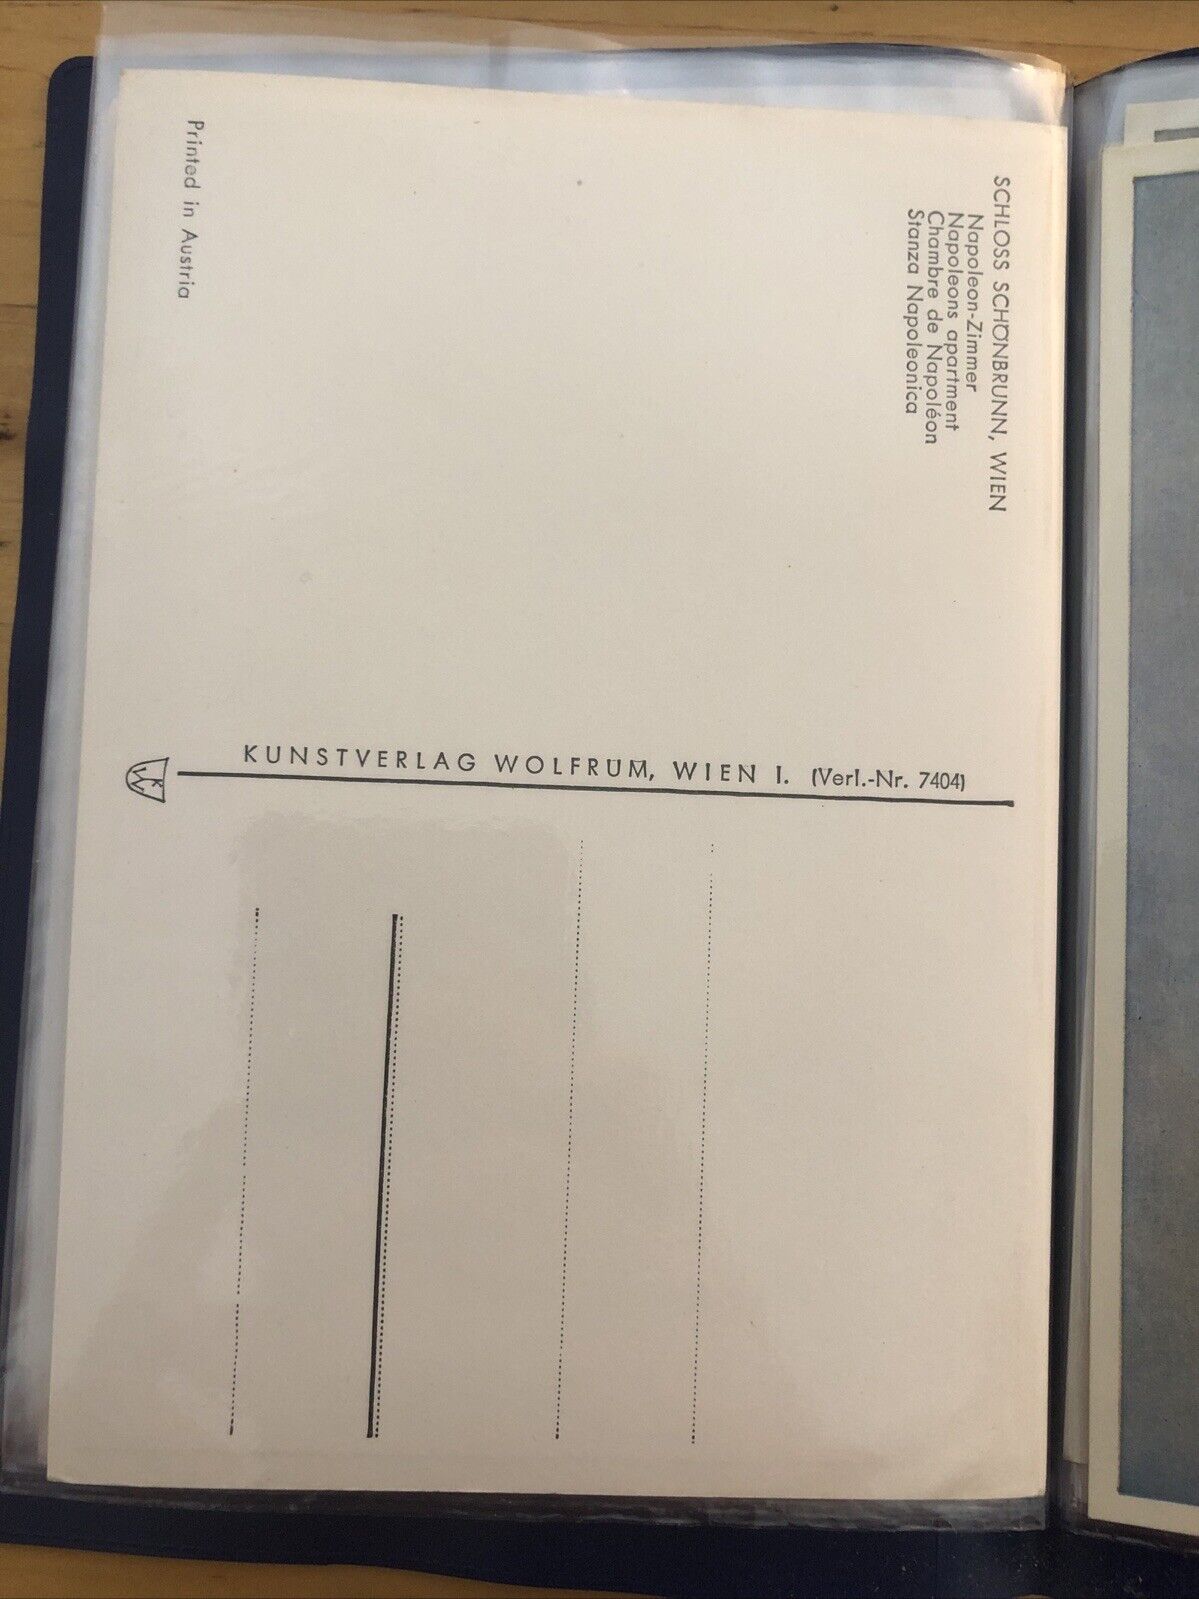 SCHLOSS SCHÖNBRUNN, WIEN
Napoleon-Zimmer
Napoleons apartment
Chambre de Napoléon
Stanza Napoleonica
Printed in Austria
KUNSTVERLAG WOLFRUM, WIEN I. (Verl.-Nr. 7404)